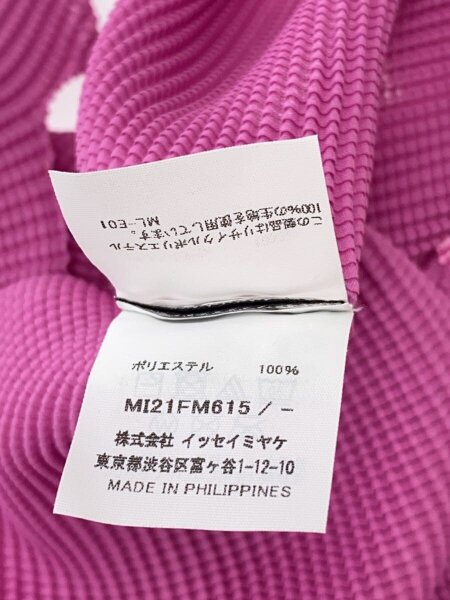 この製品はリサイクルポリエステル
100%の生地を使用しています。
ML-E01
ポリエステル 100%
MI21FM615 / -
株式会社 イッセイミヤケ
東京都渋谷区富ヶ谷1-12-10
MADE IN PHILIPPINES